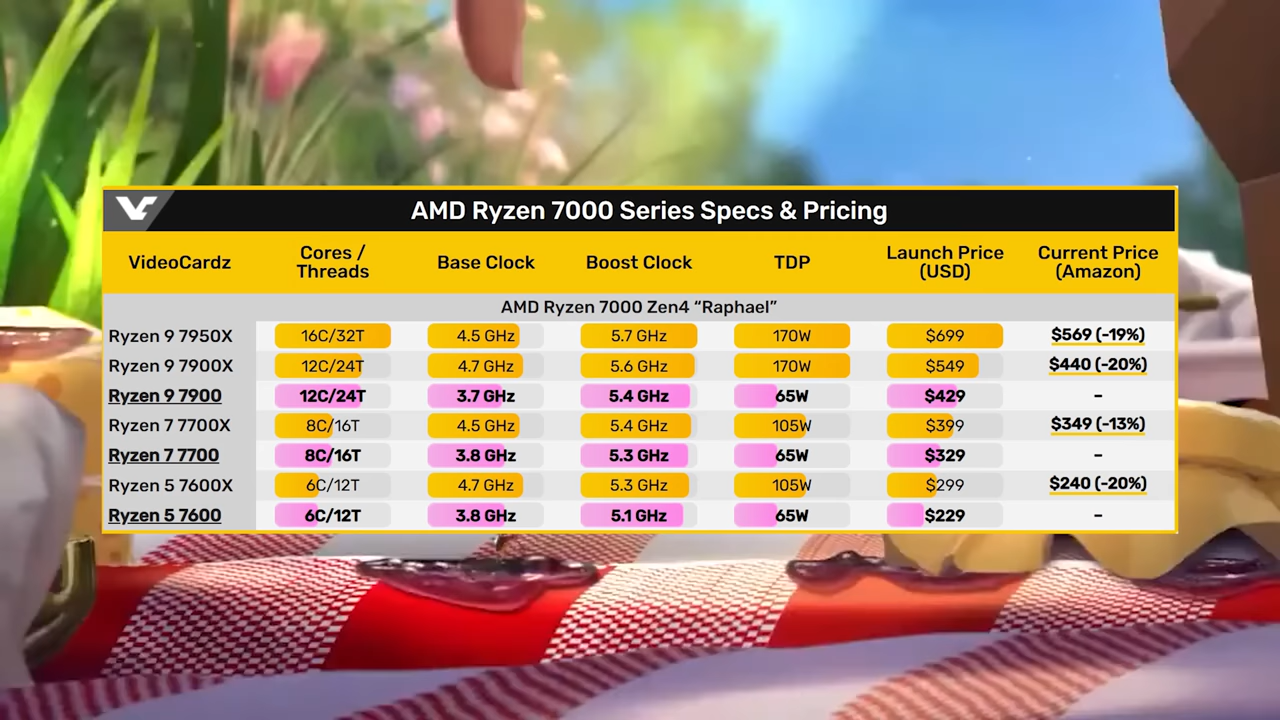 AMD Ryzen 7000 Series Specs & Pricing
VideoCardz Cores / Threads Base Clock Boost Clock TDP Launch Price (USD) Current Price (Amazon)
AMD Ryzen 7000 Zen4 “Raphael”
Ryzen 9 7950X 16C/32T 4.5 GHz 5.7 GHz 170W $699 $569 (-19%)
Ryzen 9 7900X 12C/24T 4.7 GHz 5.6 GHz 170W $549 $440 (-20%)
Ryzen 9 7900 12C/24T 3.7 GHz 5.4 GHz 65W $429 –
Ryzen 7 7700X 8C/16T 4.5 GHz 5.4 GHz 105W $399 $349 (-13%)
Ryzen 7 7700 8C/16T 3.8 GHz 5.3 GHz 65W $329 –
Ryzen 5 7600X 6C/12T 4.7 GHz 5.3 GHz 105W $299 $240 (-20%)
Ryzen 5 7600 6C/12T 3.8 GHz 5.1 GHz 65W $229 –